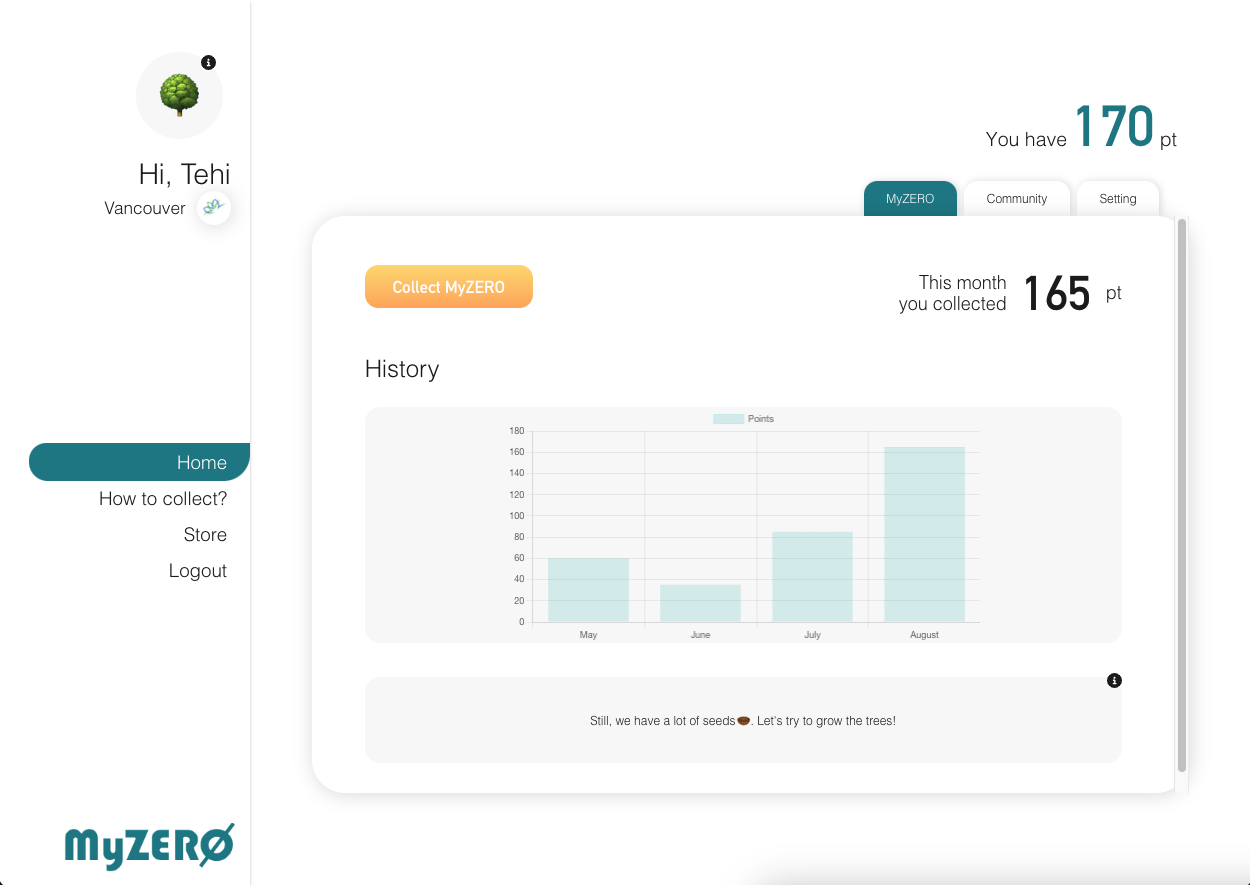 Hi, Tehi
Vancouver
Home
How to collect?
Store
Logout
MyZERO
You have 170 pt
MyZERO
Community
Setting
Collect MyZERO
This month
you collected
165 pt
History
Points
180
160
140
120
100
80
60
40
20
0
May
June
July
August
Still, we have a lot of seeds🌰. Let's try to grow the trees!